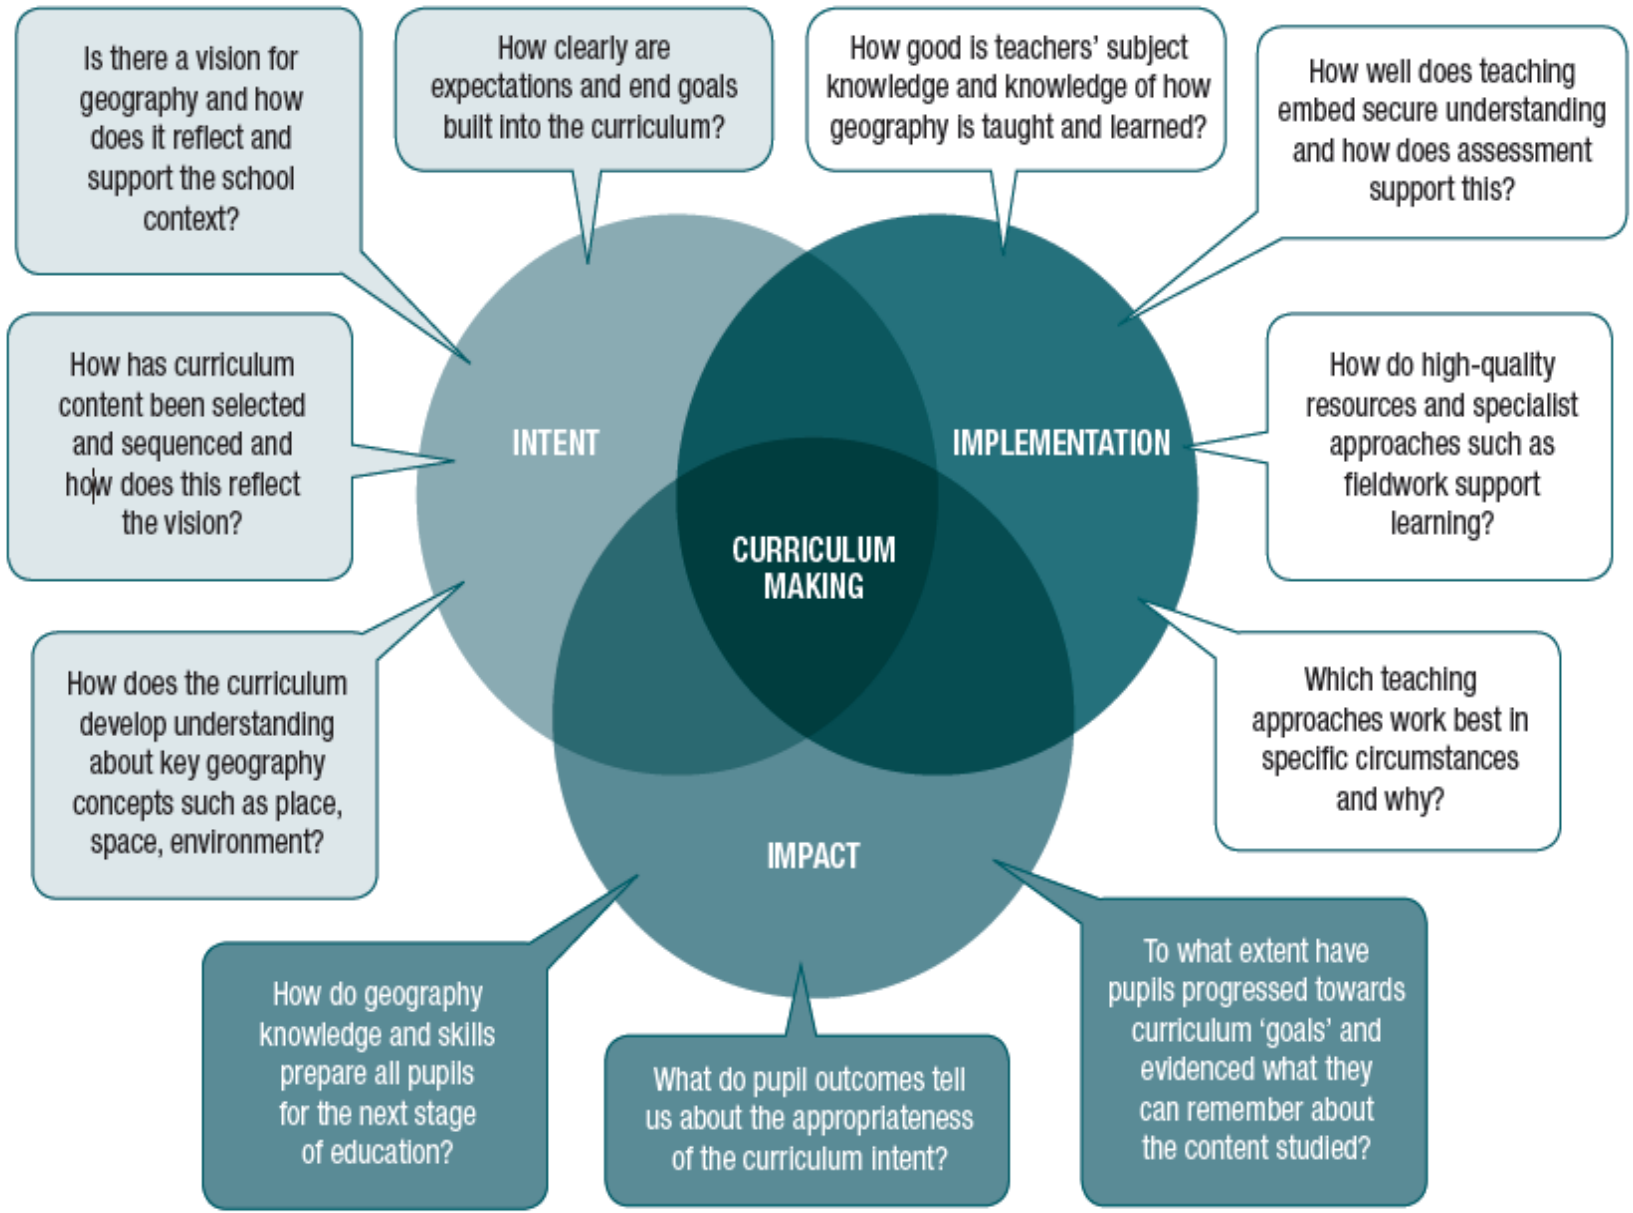 Is there a vision for
geography and how
does it reflect and
support the school
context?
How clearly are
expectations and end goals
built into the curriculum?
How good is teachers’ subject
knowledge and knowledge of how
geography is taught and learned?
How well does teaching
embed secure understanding
and how does assessment
support this?
How has curriculum
content been selected
and sequenced and
how does this reflect
the vision?
INTENT
IMPLEMENTATION
How do high-quality
resources and specialist
approaches such as
fieldwork support
learning?
CURRICULUM
MAKING
How does the curriculum
develop understanding
about key geography
concepts such as place,
space, environment?
Which teaching
approaches work best in
specific circumstances
and why?
IMPACT
How do geography
knowledge and skills
prepare all pupils
for the next stage
of education?
What do pupil outcomes tell
us about the appropriateness
of the curriculum intent?
To what extent have
pupils progressed towards
curriculum ‘goals’ and
evidenced what they
can remember about
the content studied?